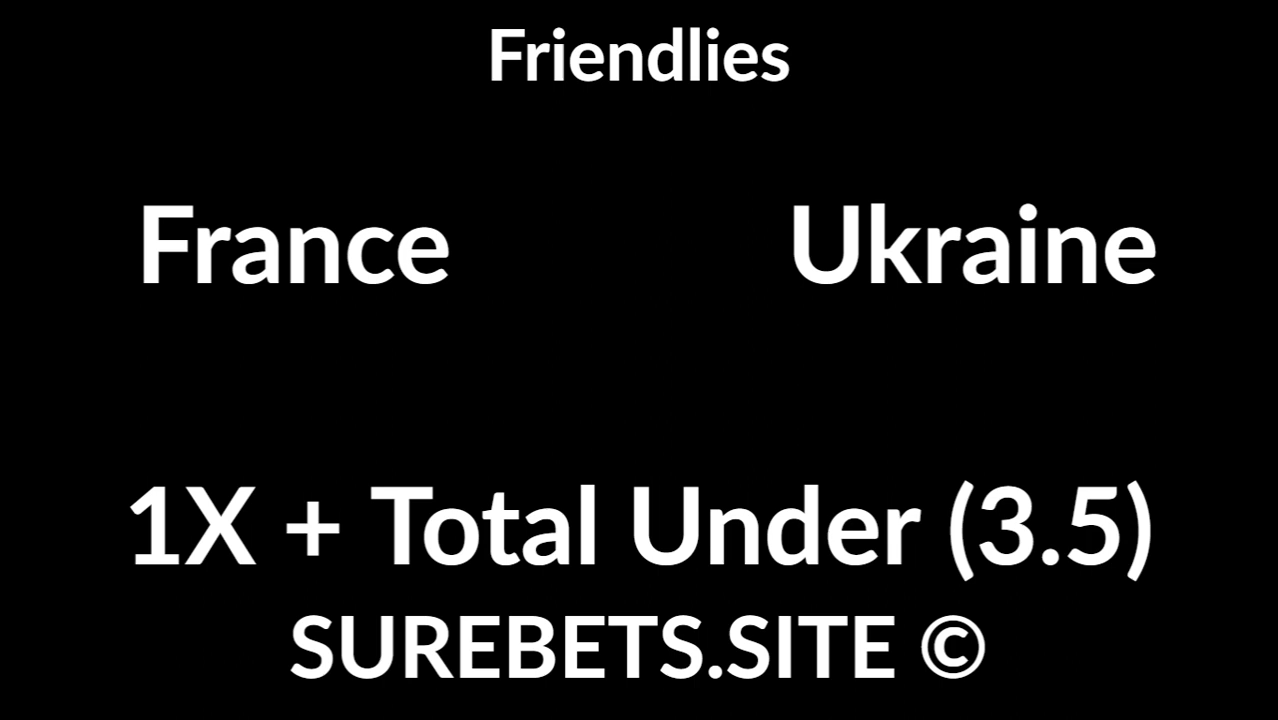 Friendlies
France Ukraine
1X + Total Under (3.5)
SUREBETS.SITE ©